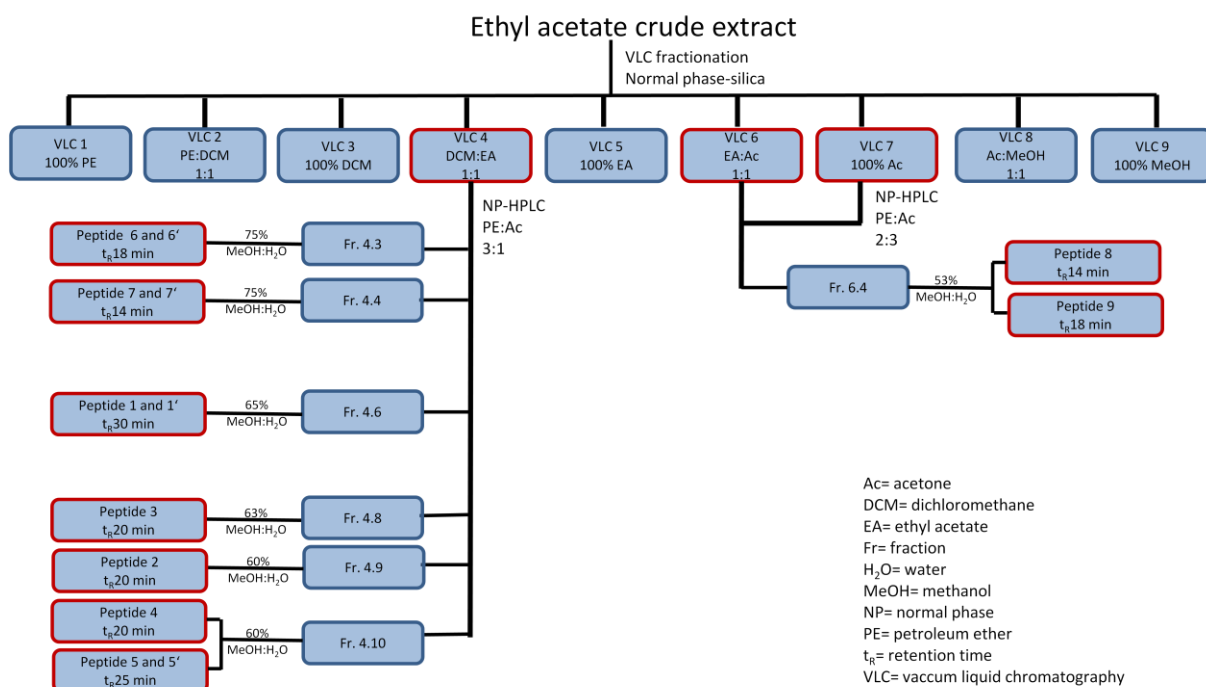 Ethyl acetate crude extract
VLC fractionation
Normal phase-silica
VLC 1
100% PE
VLC 2
PE:DCM
1:1
VLC 3
100% DCM
VLC 4
DCM:EA
1:1
VLC 5
100% EA
VLC 6
EA:Ac
1:1
VLC 7
100% Ac
VLC 8
Ac:MeOH
1:1
VLC 9
100% MeOH
NP-HPLC
PE:Ac
3:1
NP-HPLC
PE:Ac
2:3
Peptide 6 and 6‘
tR18 min
75%
MeOH:H2O
Fr. 4.3
Peptide 7 and 7‘
tR14 min
75%
MeOH:H2O
Fr. 4.4
Peptide 1 and 1‘
tR30 min
65%
MeOH:H2O
Fr. 4.6
Peptide 3
tR20 min
63%
MeOH:H2O
Fr. 4.8
Peptide 2
tR20 min
60%
MeOH:H2O
Fr. 4.9
Peptide 4
tR20 min
Peptide 5 and 5‘
tR25 min
60%
MeOH:H2O
Fr. 4.10
Fr. 6.4
53%
MeOH:H2O
Peptide 8
tR14 min
Peptide 9
tR18 min
Ac= acetone
DCM= dichloromethane
EA= ethyl acetate
Fr= fraction
H2O= water
MeOH= methanol
NP= normal phase
PE= petroleum ether
tR= retention time
VLC= vaccum liquid chromatography